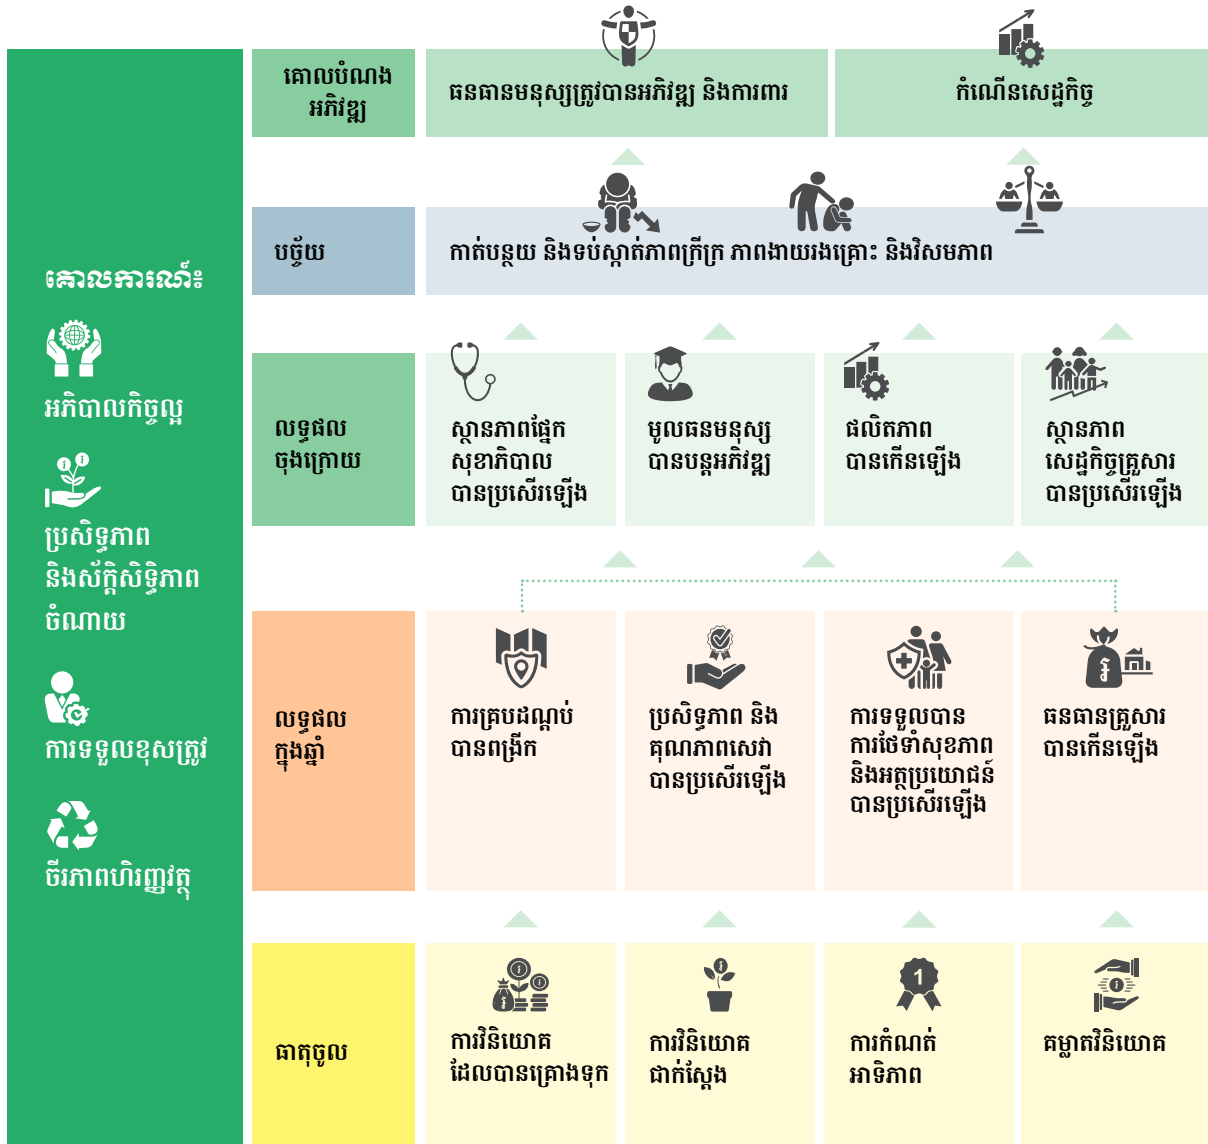 គោលការណ៍៖
អភិបាលកិច្ចល្អ
ប្រសិទ្ធភាព
និងស័ក្តិសិទ្ធិភាព
ចំណាយ
ការទទួលខុសត្រូវ
ចីរភាពហិរញ្ញវត្ថុ
គោលបំណង
អភិវឌ្ឍ
ធនធានមនុស្សត្រូវបានអភិវឌ្ឍ និងការពារ
កំណើនសេដ្ឋកិច្ច
បច្ច័យ
កាត់បន្ថយ និងទប់ស្កាត់ភាពក្រីក្រ ភាពងាយរងគ្រោះ និងវិសមភាព
លទ្ធផល
ចុងក្រោយ
ស្ថានភាពផ្នែក
សុខាភិបាល
បានប្រសើរឡើង
មូលធនមនុស្ស
បានបន្តអភិវឌ្ឍ
ផលិតភាព
បានកើនឡើង
ស្ថានភាព
សេដ្ឋកិច្ចគ្រួសារ
បានប្រសើរឡើង
លទ្ធផល
ក្នុងឆ្នាំ
ការគ្របដណ្តប់
បានពង្រីក
ប្រសិទ្ធភាព និង
គុណភាពសេវា
បានប្រសើរឡើង
ការទទួលបាន
ការថែទាំសុខភាព
និងអត្ថប្រយោជន៍
បានប្រសើរឡើង
ធនធានគ្រួសារ
បានកើនឡើង
ធាតុចូល
ការវិនិយោគ
ដែលបានគ្រោងទុក
ការវិនិយោគ
ជាក់ស្តែង
1
ការកំណត់
អាទិភាព
គម្លាតវិនិយោគ